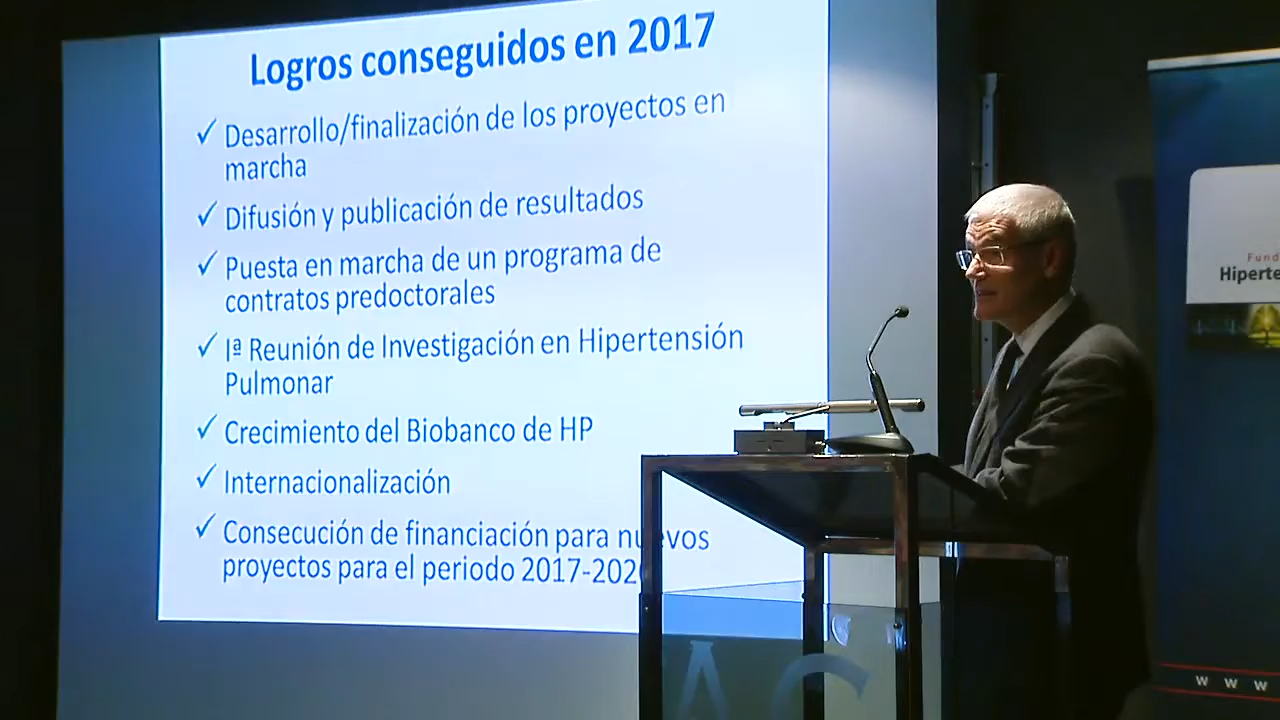 Logros conseguidos en 2017
✓ Desarrollo/finalización de los proyectos en
marcha
✓ Difusión y publicación de resultados
✓ Puesta en marcha de un programa de
contratos predoctorales
✓ Iª Reunión de Investigación en Hipertensión
Pulmonar
✓ Crecimiento del Biobanco de HP
✓ Internacionalización
✓ Consecución de financiación para nuevos
proyectos para el periodo 2017-202
Fund
Hiperte
www
AC